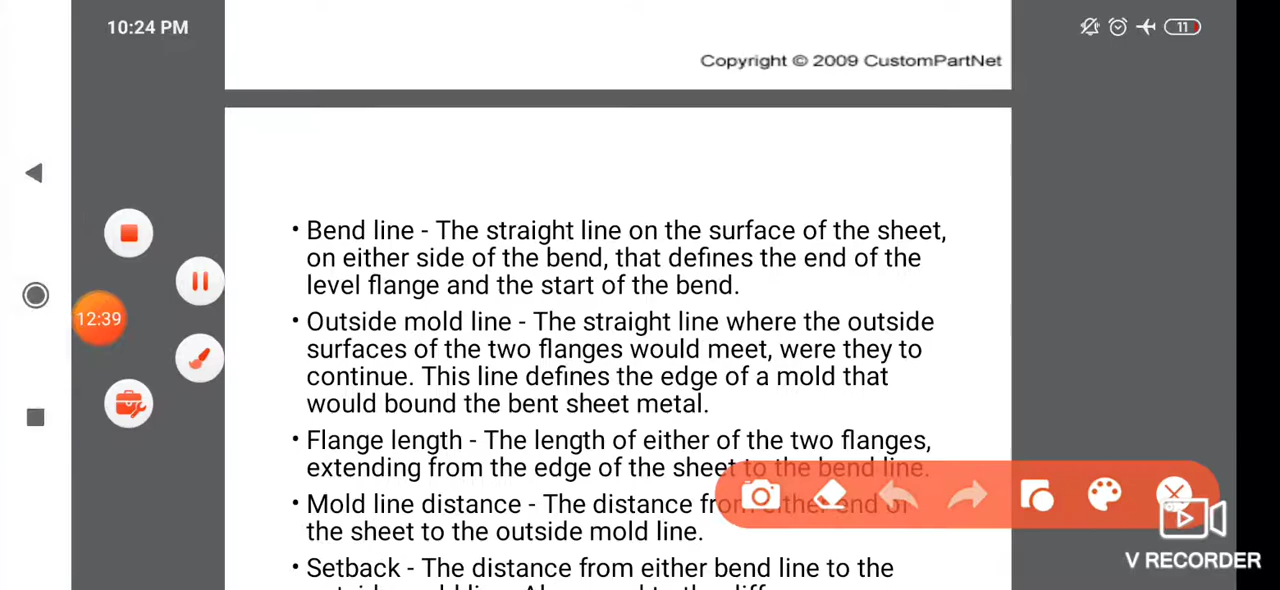 10:24 PM
11
Copyright © 2009 CustomPartNet
• Bend line - The straight line on the surface of the sheet,
on either side of the bend, that defines the end of the
level flange and the start of the bend.
12:39
• Outside mold line - The straight line where the outside
surfaces of the two flanges would meet, were they to
continue. This line defines the edge of a mold that
would bound the bent sheet metal.
• Flange length - The length of either of the two flanges,
extending from the edge of the sheet to the bend line.
• Mold line distance - The distance from either end of
the sheet to the outside mold line.
V RECORDER
• Setback - The distance from either bend line to the